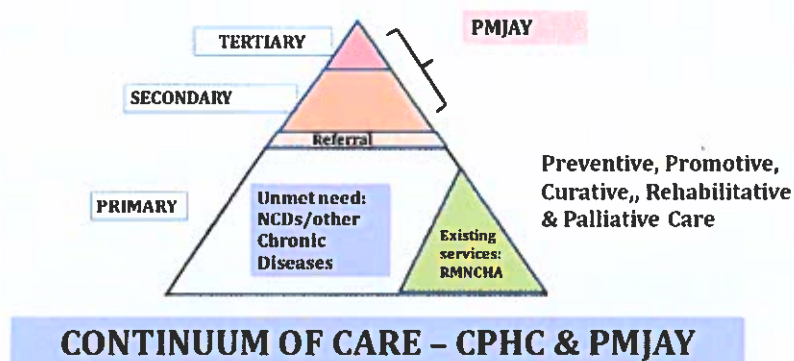 TERTIARY
PMJAY
SECONDARY
Referral
PRIMARY
Unmet need:
NCDs/other
Chronic
Diseases
Existing
services:
RMNCHA
Preventive, Promotive,
Curative,, Rehabilitative
& Palliative Care
CONTINUUM OF CARE – CPHC & PMJAY